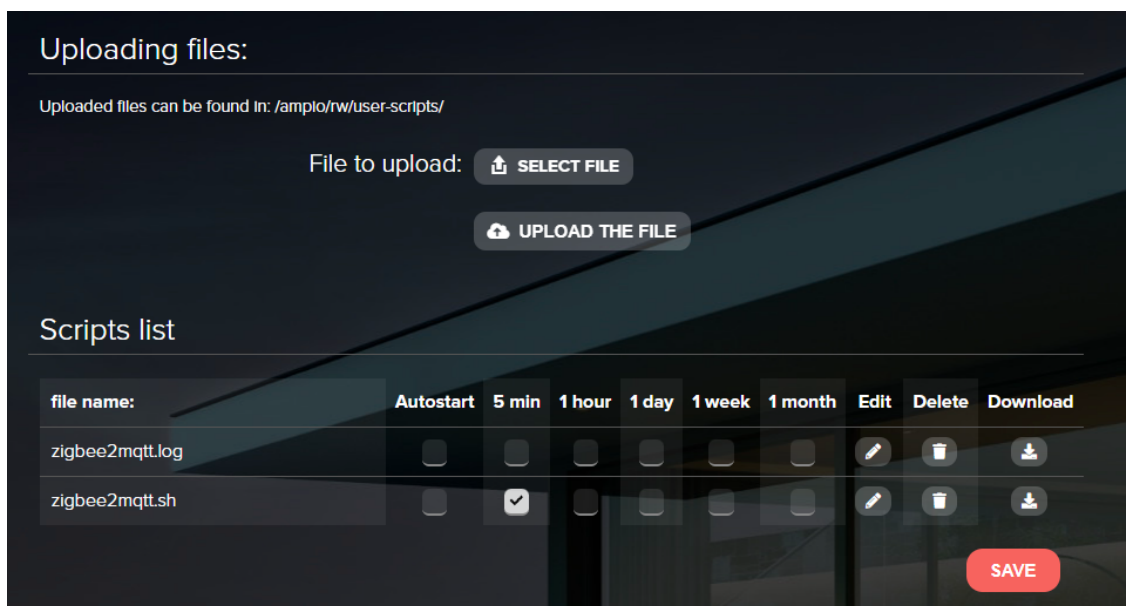 Uploading files:
Uploaded files can be found in: /ampio/rw/user-scripts/
File to upload: SELECT FILE
UPLOAD THE FILE
Scripts list
file name: Autostart 5 min 1 hour 1 day 1 week 1 month Edit Delete Download
zigbee2mqtt.log
zigbee2mqtt.sh
SAVE